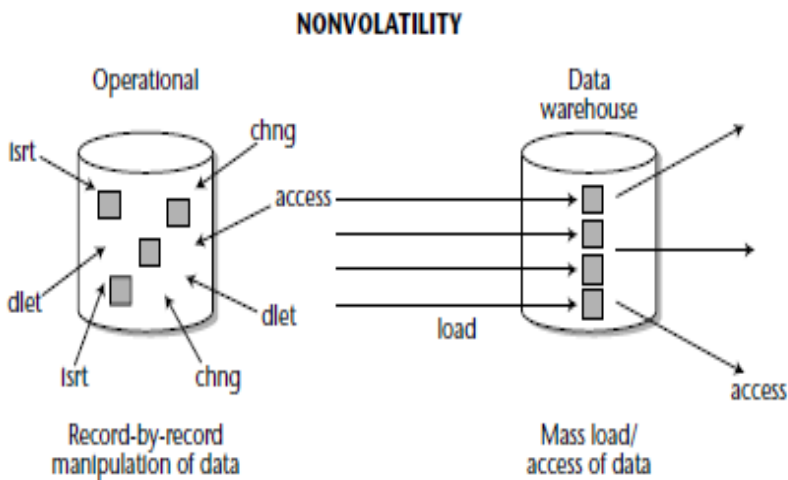 NONVOLATILITY
Operational
Data
warehouse
isrt
chng
access
dlet
dlet
isrt
chng
load
access
Record-by-record
manipulation of data
Mass load/
access of data